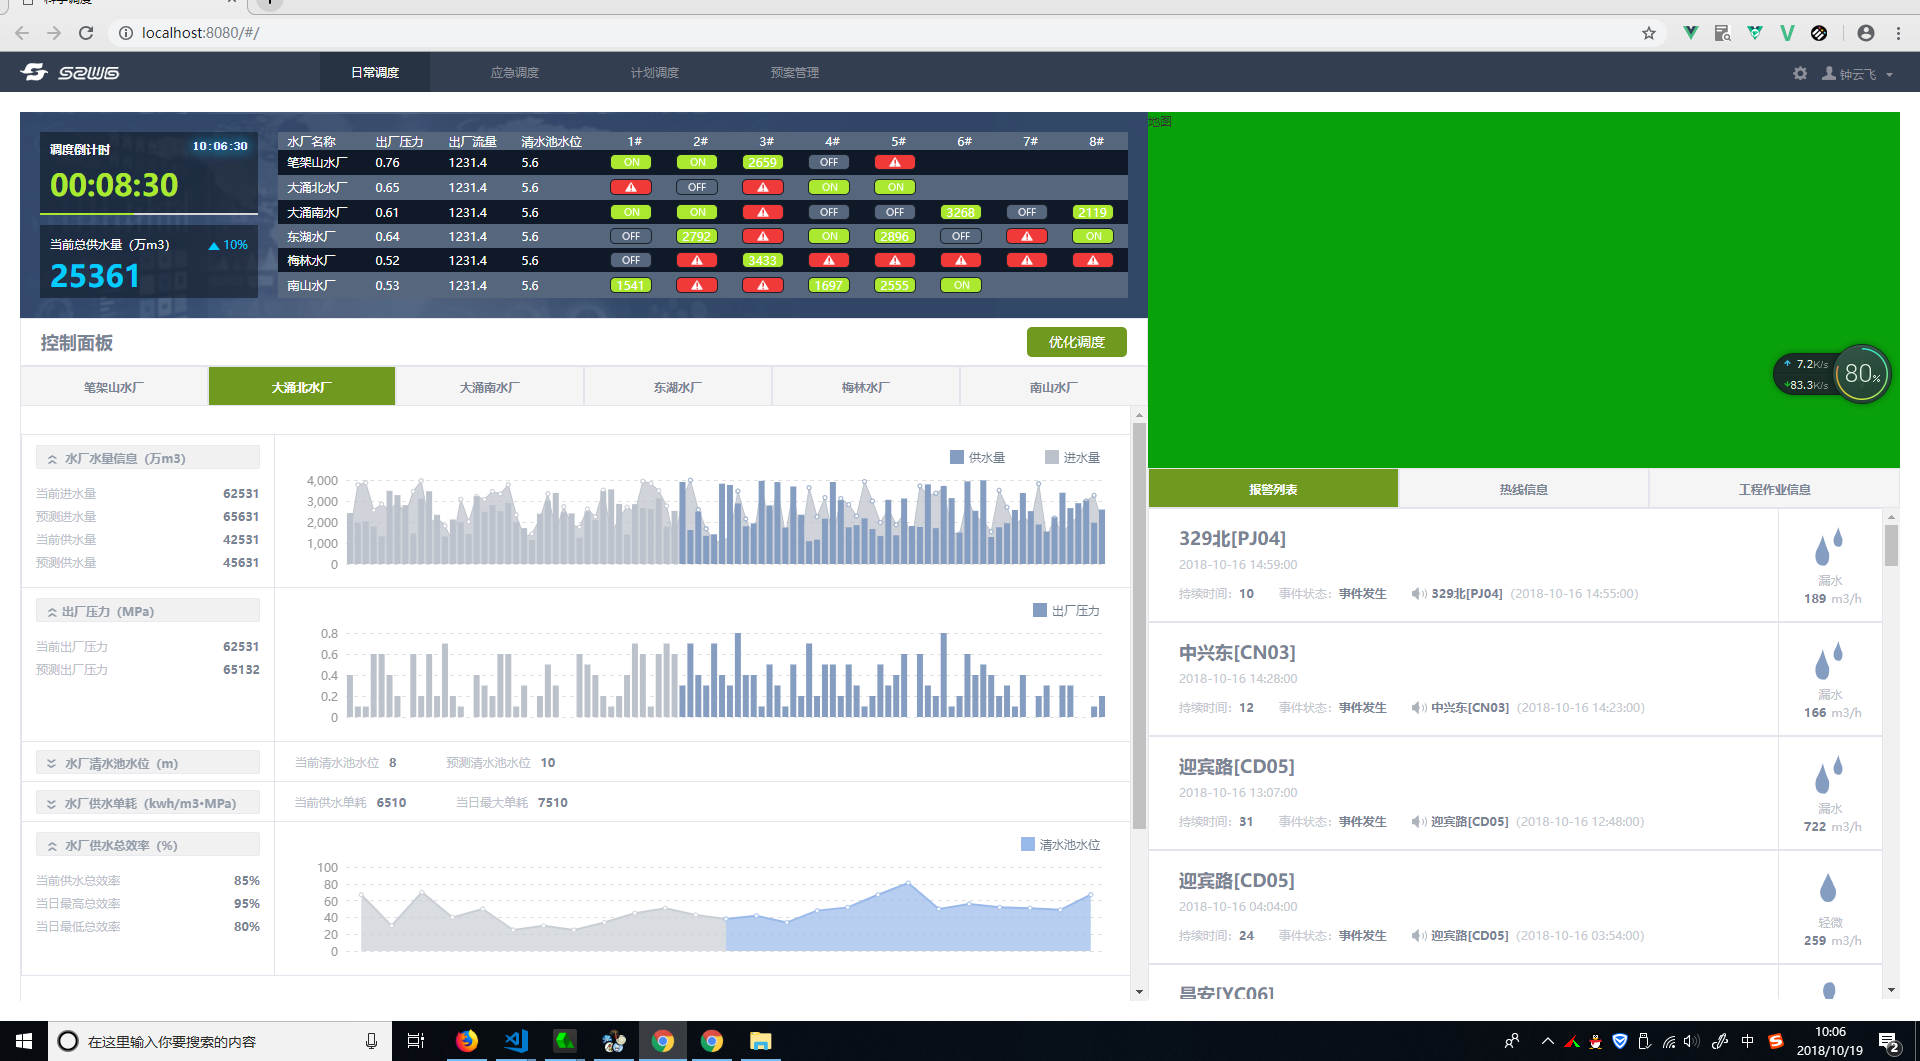 localhost:8080/#/
S2WG 日常调度 应急调度 计划调度 预案管理 钟云飞
调度倒计时 10:06:30
00:08:30
当前总供水量（万m3） 10%
25361
水厂名称 出厂压力 出厂流量 清水池水位 1# 2# 3# 4# 5# 6# 7# 8#
笔架山水厂 0.76 1231.4 5.6 ON ON 2659 OFF
大涌北水厂 0.65 1231.4 5.6 OFF ON ON
大涌南水厂 0.61 1231.4 5.6 ON ON OFF OFF 3268 OFF 2119
东湖水厂 0.64 1231.4 5.6 OFF 2792 ON 2896 OFF ON
梅林水厂 0.52 1231.4 5.6 OFF 3433
南山水厂 0.53 1231.4 5.6 1541 1697 2555 ON
地图
7.2K/s
83.3K/s
80%
控制面板 优化调度
笔架山水厂 大涌北水厂 大涌南水厂 东湖水厂 梅林水厂 南山水厂
水厂水量信息（万m3）
当前进水量 62531
预测进水量 65631
当前供水量 42531
预测供水量 45631
供水量 进水量
4,000
3,000
2,000
1,000
0
出厂压力（MPa）
当前出厂压力 62531
预测出厂压力 65132
出厂压力
0.8
0.6
0.4
0.2
0
水厂清水池水位（m） 当前清水池水位 8 预测清水池水位 10
水厂供水单耗（kwh/m3•MPa） 当前供水单耗 6510 当日最大单耗 7510
水厂供水总效率（%）
当前供水总效率 85%
当日最高总效率 95%
当日最低总效率 80%
清水池水位
100
80
60
40
20
0
报警列表 热线信息 工程作业信息
329北[PJ04]
2018-10-16 14:59:00
持续时间: 10 事件状态: 事件发生 329北[PJ04] (2018-10-16 14:55:00)
漏水
189 m3/h
中兴东[CN03]
2018-10-16 14:28:00
持续时间: 12 事件状态: 事件发生 中兴东[CN03] (2018-10-16 14:23:00)
漏水
166 m3/h
迎宾路[CD05]
2018-10-16 13:07:00
持续时间: 31 事件状态: 事件发生 迎宾路[CD05] (2018-10-16 12:48:00)
漏水
722 m3/h
迎宾路[CD05]
2018-10-16 04:04:00
持续时间: 24 事件状态: 事件发生 迎宾路[CD05] (2018-10-16 03:54:00)
轻微
259 m3/h
昌安[YC06]
在这里输入你要搜索的内容
中
10:06
2018/10/19
2